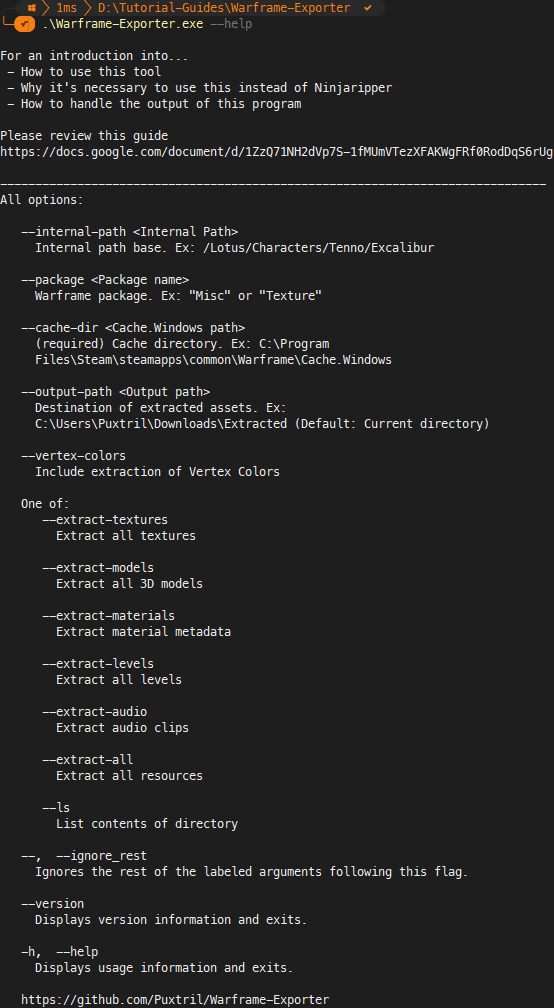 1ms D:\Tutorial-Guides\Warframe-Exporter
.\Warframe-Exporter.exe --help
For an introduction into...
- How to use this tool
- Why it's necessary to use this instead of Ninjaripper
- How to handle the output of this program
Please review this guide
https://docs.google.com/document/d/1ZzQ71NH2dVp7S-1fMUmVTezXFAKWgFRf0RodDqS6rUg
All options:
--internal-path <Internal Path>
Internal path base. Ex: /Lotus/Characters/Tenno/Excalibur
--package <Package name>
Warframe package. Ex: "Misc" or "Texture"
--cache-dir <Cache.Windows path>
(required) Cache directory. Ex: C:\Program
Files\Steam\steamapps\common\Warframe\Cache.Windows
--output-path <Output path>
Destination of extracted assets. Ex:
C:\Users\Puxtril\Downloads\Extracted (Default: Current directory)
--vertex-colors
Include extraction of Vertex Colors
One of:
--extract-textures
Extract all textures
--extract-models
Extract all 3D models
--extract-materials
Extract material metadata
--extract-levels
Extract all levels
--extract-audio
Extract audio clips
--extract-all
Extract all resources
--ls
List contents of directory
--, --ignore_rest
Ignores the rest of the labeled arguments following this flag.
--version
Displays version information and exits.
-h, --help
Displays usage information and exits.
https://github.com/Puxtril/Warframe-Exporter